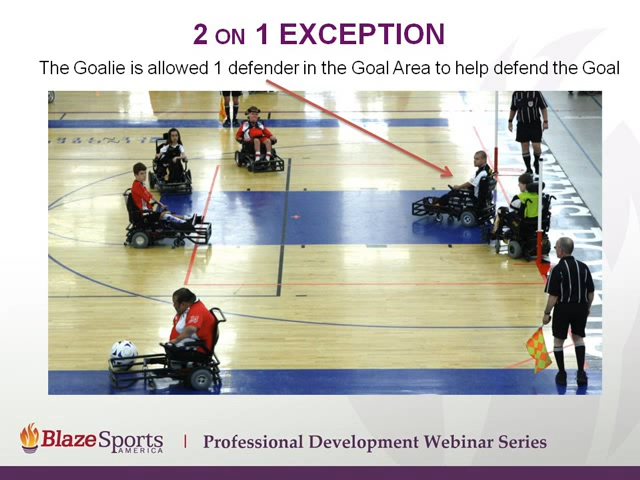 2 ON 1 EXCEPTION
The Goalie is allowed 1 defender in the Goal Area to help defend the Goal
BlazeSports
AMERICA
Professional Development Webinar Series